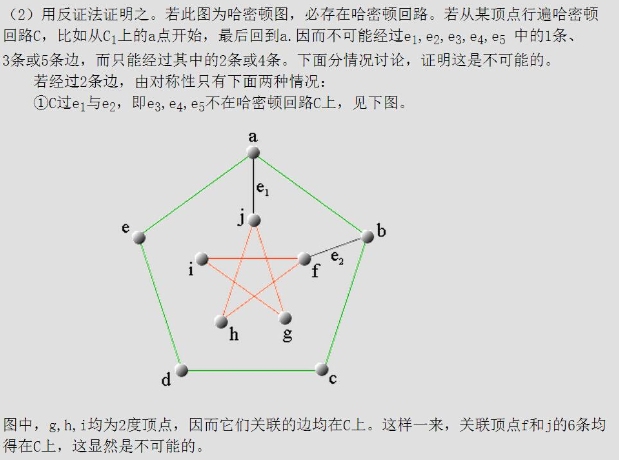 （2）用反证法证明之。若此图为哈密顿图，必存在哈密顿回路。若从某顶点行遍哈密顿
回路C，比如从C₁上的a点开始，最后回到a.因而不可能经过e₁,e₂,e₃,e₄,e₅ 中的1条、
3条或5条边，而只能经过其中的2条或4条。下面分情况讨论，证明这是不可能的。
若经过2条边，由对称性只有下面两种情况：
①C过e₁与e₂，即e₃,e₄,e₅不在哈密顿回路C上，见下图。
a
e₁
e
j
b
i
f
e₂
h
g
d
c
图中，g,h,i均为2度顶点，因而它们关联的边均在C上。这样一来，关联顶点f和j的6条均
得在C上，这显然是不可能的。